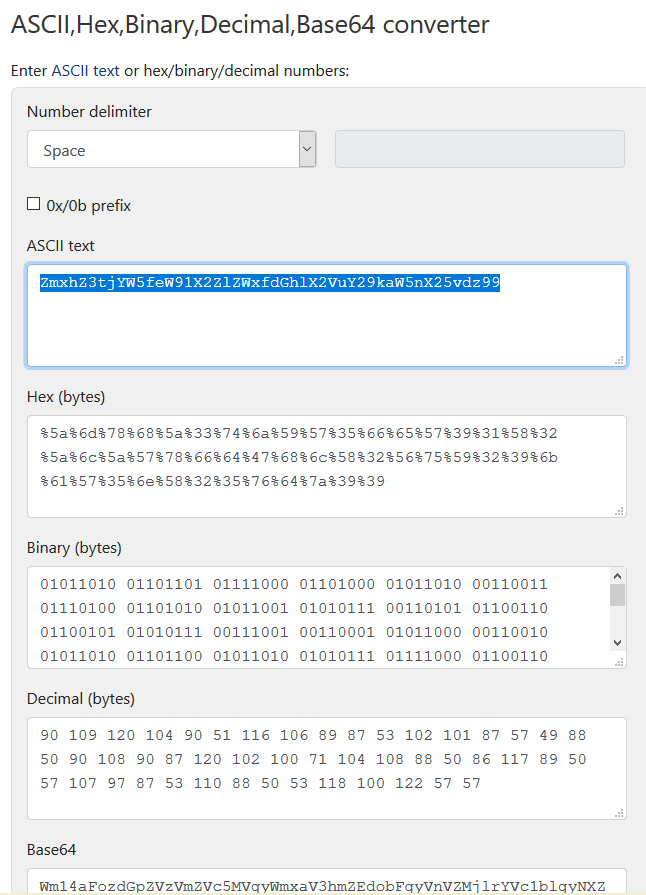 ASCII,Hex,Binary,Decimal,Base64 converter
Enter ASCII text or hex/binary/decimal numbers:
Number delimiter
Space
0x/0b prefix
ASCII text
ZmxhZ3tjYW5feW91X2ZlZWxfdGhlX2VuY29kaW5nX25vdz99
Hex (bytes)
%5a%6d%78%68%5a%33%74%6a%59%57%35%66%65%57%39%31%58%32
%5a%6c%5a%57%78%66%64%47%68%6c%58%32%56%75%59%32%39%6b
%61%57%35%6e%58%32%35%76%64%7a%39%39
Binary (bytes)
01011010 01101101 01111000 01101000 01011010 00110011
01110100 01101010 01011001 01010111 00110101 01100110
01100101 01010111 00111001 00110001 01011000 00110010
01011010 01101100 01011010 01010111 01111000 01100110
Decimal (bytes)
90 109 120 104 90 51 116 106 89 87 53 102 101 87 57 49 88
50 90 108 90 87 120 102 100 71 104 108 88 50 86 117 89 50
57 107 97 87 53 110 88 50 53 118 100 122 57 57
Base64
Wm14aFozdGpZVzVmZVc5MVgyWmxaV3hmZEdobFgyVnVZMjlrYVc1blgyNXZ